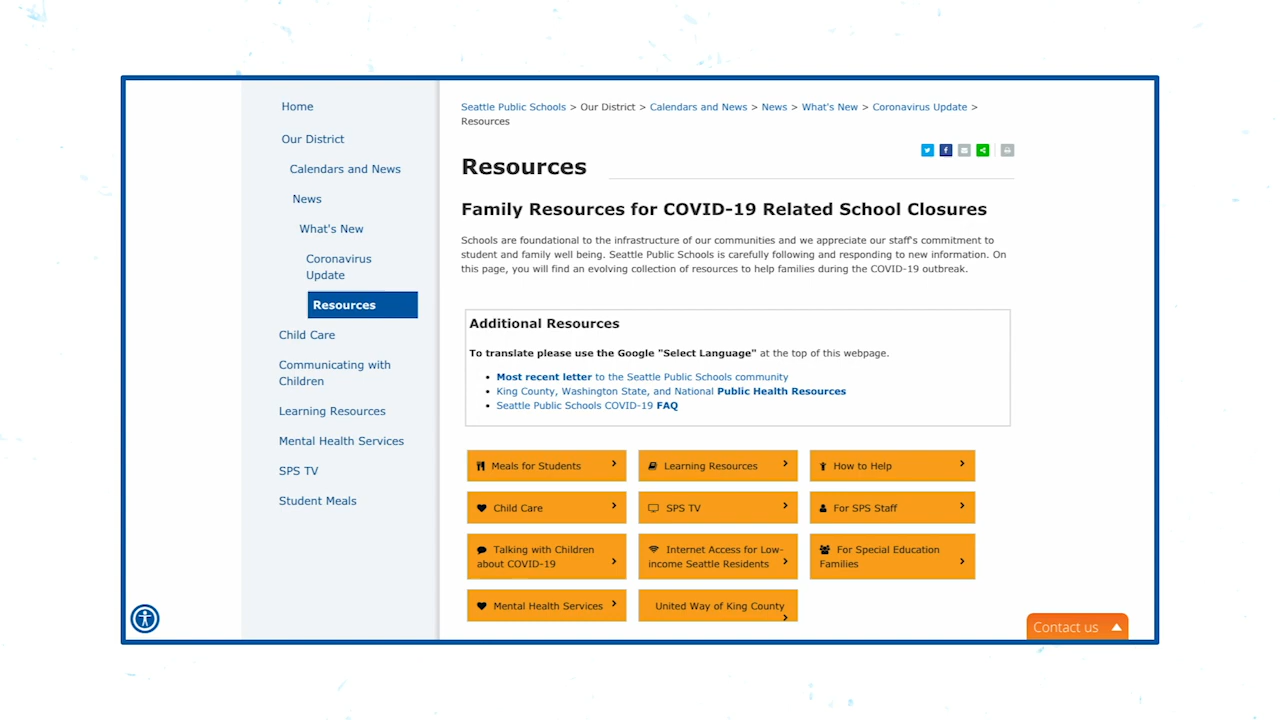 Home
Our District
Calendars and News
News
What's New
Coronavirus
Update
Resources
Child Care
Communicating with
Children
Learning Resources
Mental Health Services
SPS TV
Student Meals
Seattle Public Schools > Our District > Calendars and News > News > What's New > Coronavirus Update >
Resources
Resources
Family Resources for COVID-19 Related School Closures
Schools are foundational to the infrastructure of our communities and we appreciate our staff's commitment to
student and family well being. Seattle Public Schools is carefully following and responding to new information. On
this page, you will find an evolving collection of resources to help families during the COVID-19 outbreak.
Additional Resources
To translate please use the Google "Select Language" at the top of this webpage.
• Most recent letter to the Seattle Public Schools community
• King County, Washington State, and National Public Health Resources
• Seattle Public Schools COVID-19 FAQ
Meals for Students
Learning Resources
How to Help
Child Care
SPS TV
For SPS Staff
Talking with Children
about COVID-19
Internet Access for Low-
income Seattle Residents
For Special Education
Families
Mental Health Services
United Way of King County
Contact us